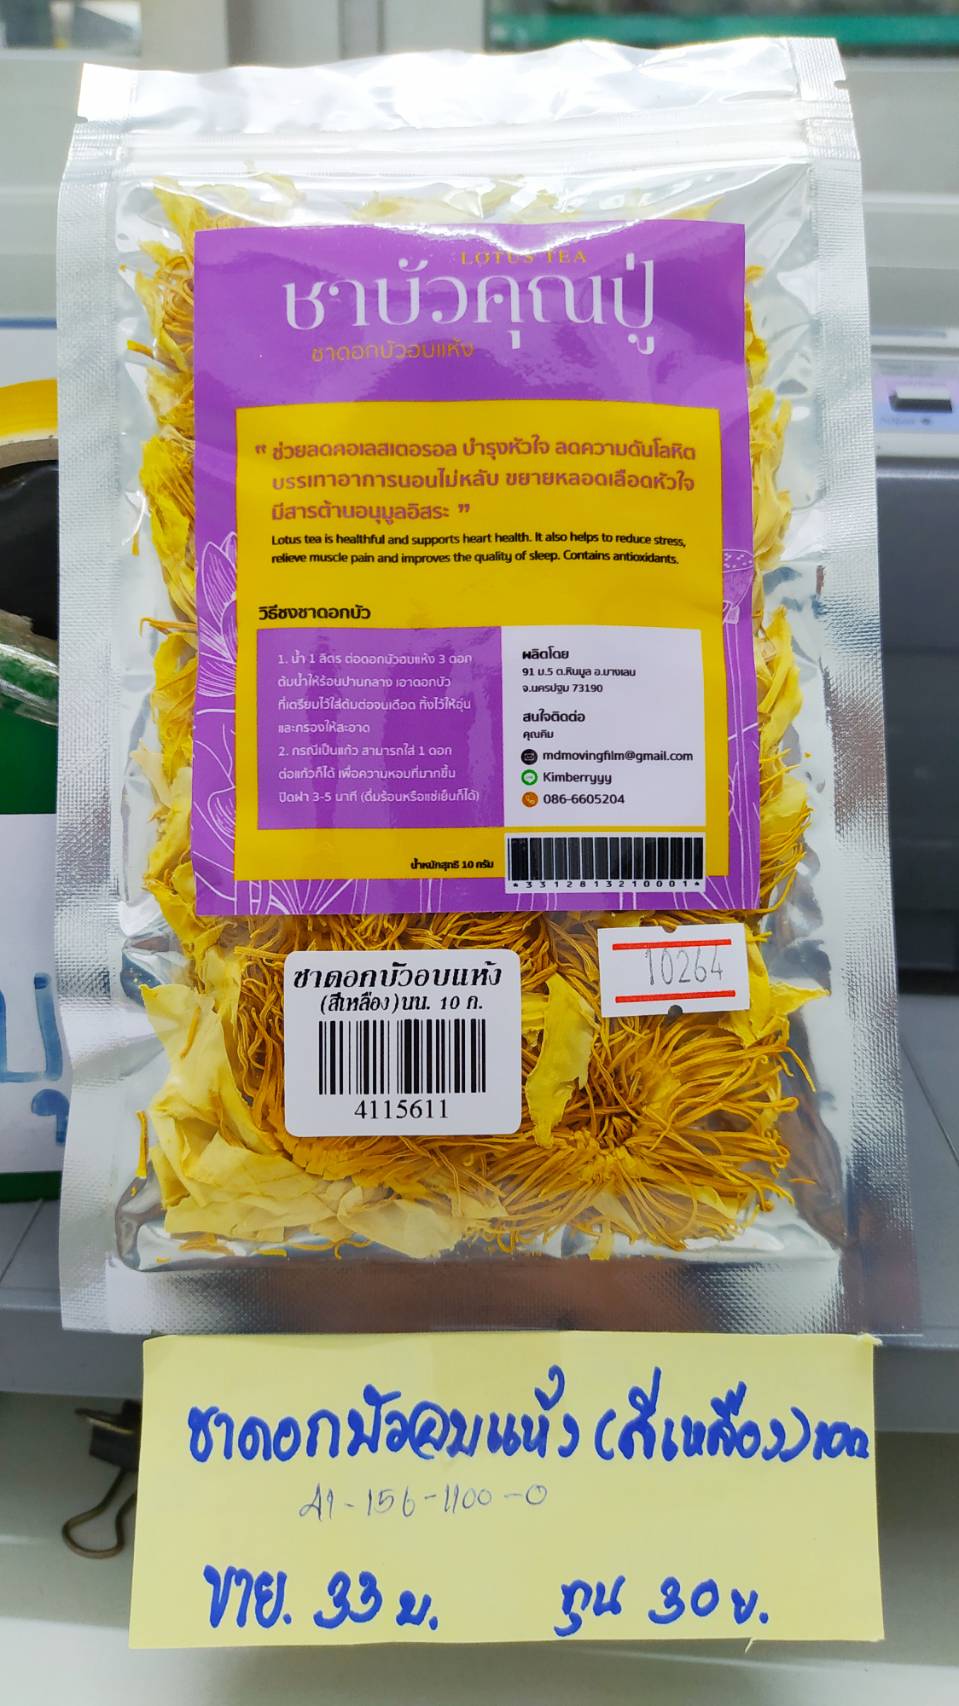 LOTUS TEA
ชาบัวคุณปู่
ชาดอกบัวอบแห้ง
“ ช่วยลดคอเลสเตอรอล บำรุงหัวใจ ลดความดันโลหิต
บรรเทาอาการนอนไม่หลับ ขยายหลอดเลือดหัวใจ
มีสารต้านอนุมูลอิสระ ”
Lotus tea is healthful and supports heart health. It also helps to reduce stress,
relieve muscle pain and improves the quality of sleep. Contains antioxidants.
วิธีชงชาดอกบัว
1. น้ำ 1 ลิตร ต่อดอกบัวอบแห้ง 3 ดอก
ต้มน้ำให้ร้อนปานกลาง เอาดอกบัว
ที่เตรียมไว้ใส่ต้มต่อจนเดือด ทิ้งไว้ให้อุ่น
และกรองให้สะอาด
2. กรณีเป็นแก้ว สามารถใส่ 1 ดอก
ต่อแก้วก็ได้ เพื่อความหอมที่มากขึ้น
ปิดฝา 3-5 นาที (ดื่มร้อนหรือแช่เย็นก็ได้)
ผลิตโดย
91 ม.5 ต.หินมูล อ.บางเลน
จ.นครปฐม 73190
สนใจติดต่อ
คุณคิม
mdmovingfilm@gmail.com
Kimberryyy
086-6605204
น้ำหนักสุทธิ 10 กรัม
*3312813210001*
10264
ชาดอกบัวอบแห้ง
(สีเหลือง)นน. 10 ก.
4115611
ชาดอกบัวอบแห้ง (สีเหลือง) 10ก
41-156-1100-0
ขาย. 33 บ. ทุน 30 บ.